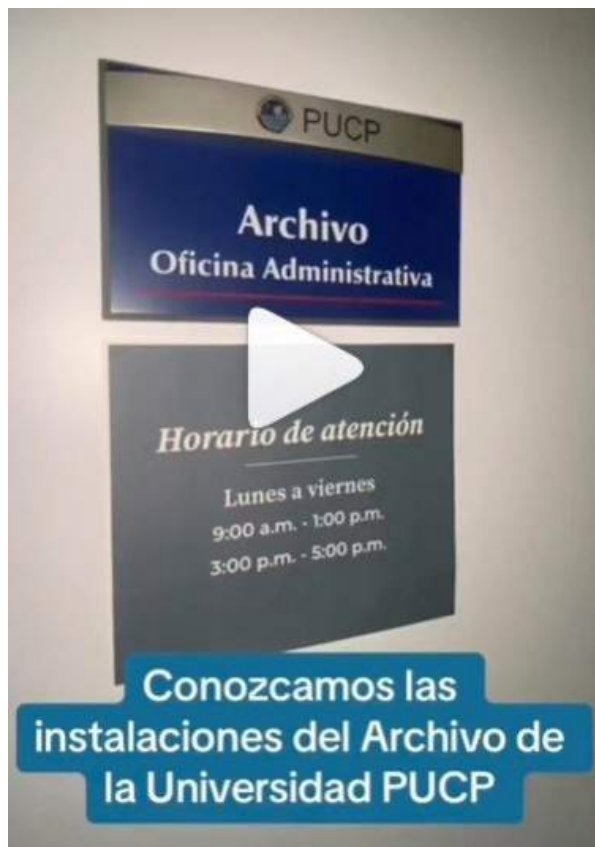 PUCP
Archivo
Oficina Administrativa
Horario de atención
Lunes a viernes
9:00 a.m. - 1:00 p.m.
3:00 p.m. - 5:00 p.m.
Conozcamos las
instalaciones del Archivo de
la Universidad PUCP